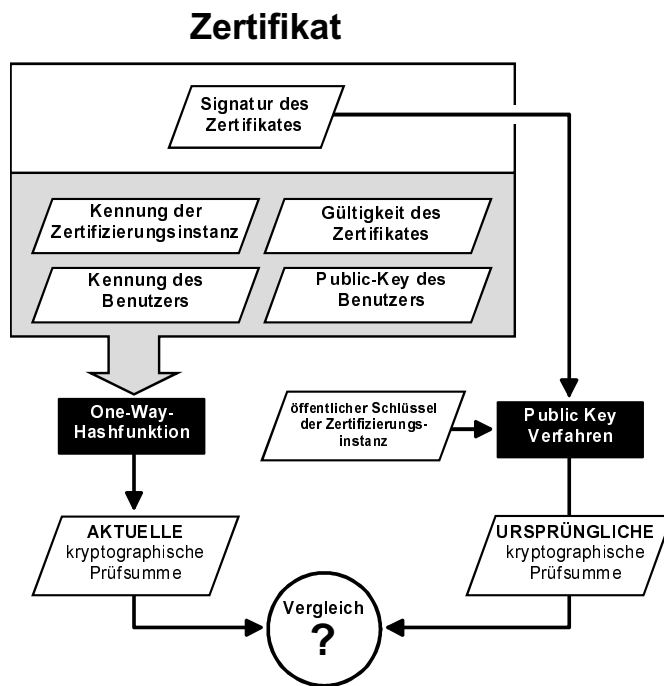 Zertifikat
Signatur des
Zertifikates
Kennung der
Zertifizierungsinstanz
Gültigkeit des
Zertifikates
Kennung des
Benutzers
Public-Key des
Benutzers
One-Way-
Hashfunktion
öffentlicher Schlüssel
der Zertifizierungs-
instanz
Public Key
Verfahren
AKTUELLE
kryptographische
Prüfsumme
URSPRÜNGLICHE
kryptographische
Prüfsumme
Vergleich
?